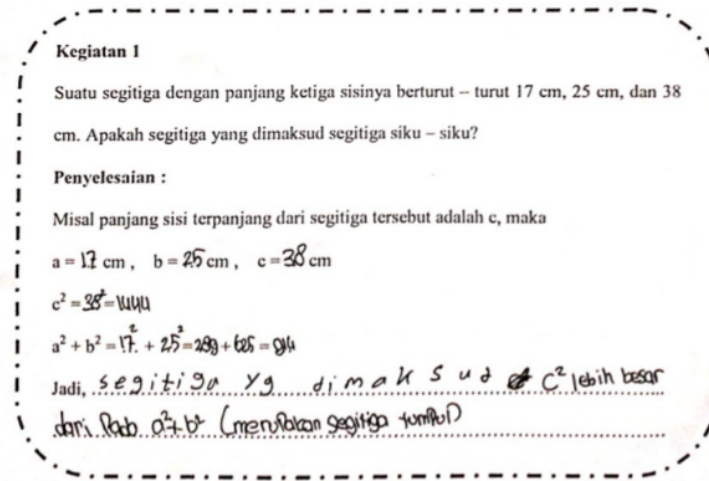 Kegiatan 1
Suatu segitiga dengan panjang ketiga sisinya berturut – turut 17 cm, 25 cm, dan 38
cm. Apakah segitiga yang dimaksud segitiga siku – siku?
Penyelesaian :
Misal panjang sisi terpanjang dari segitiga tersebut adalah c, maka
a = 17 cm , b = 25 cm , c = 38 cm
c² = 38² = 1444
a² + b² = 17² + 25² = 289 + 625 = 914
Jadi, segitiga yg dimaksud c² lebih besar
dari Pada a² + b² (merupakan segitiga tumpul)